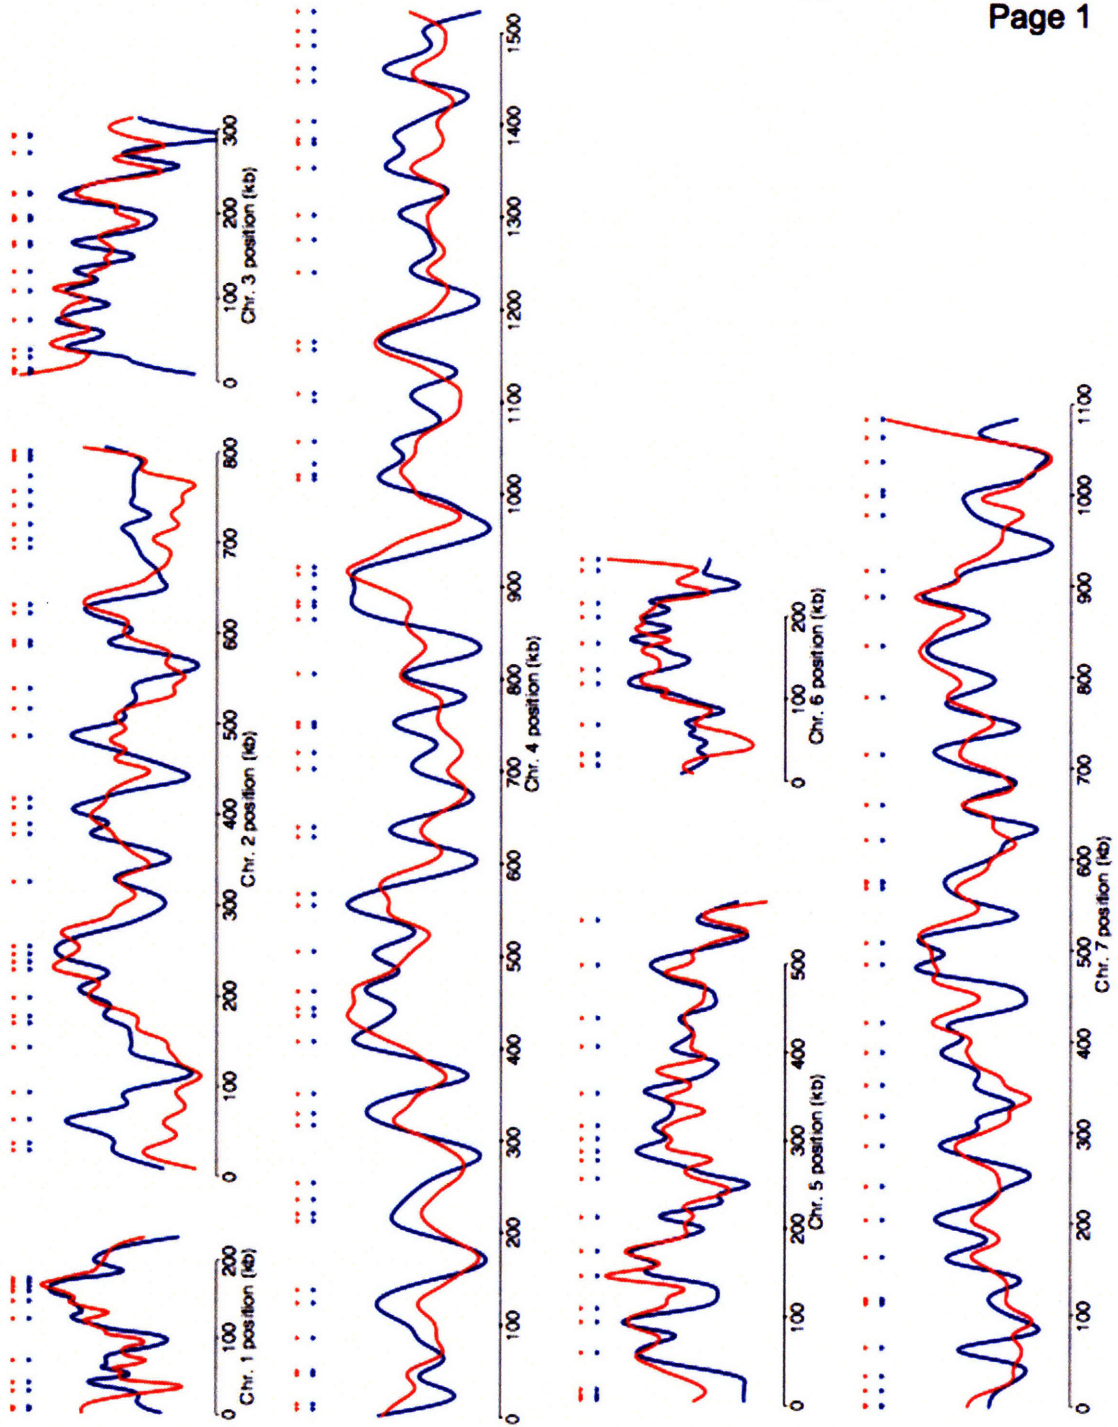 Page 1
0 100 200
Chr. 1 position (kb)
0 100 200 300 400 500 600 700 800
Chr. 2 position (kb)
0 100 200 300
Chr. 3 position (kb)
0 100 200 300 400 500 600 700 800 900 1000 1100 1200 1300 1400 1500
Chr. 4 position (kb)
0 100 200 300 400 500
Chr. 5 position (kb)
0 100 200
Chr. 6 position (kb)
0 100 200 300 400 500 600 700 800 900 1000 1100
Chr. 7 position (kb)